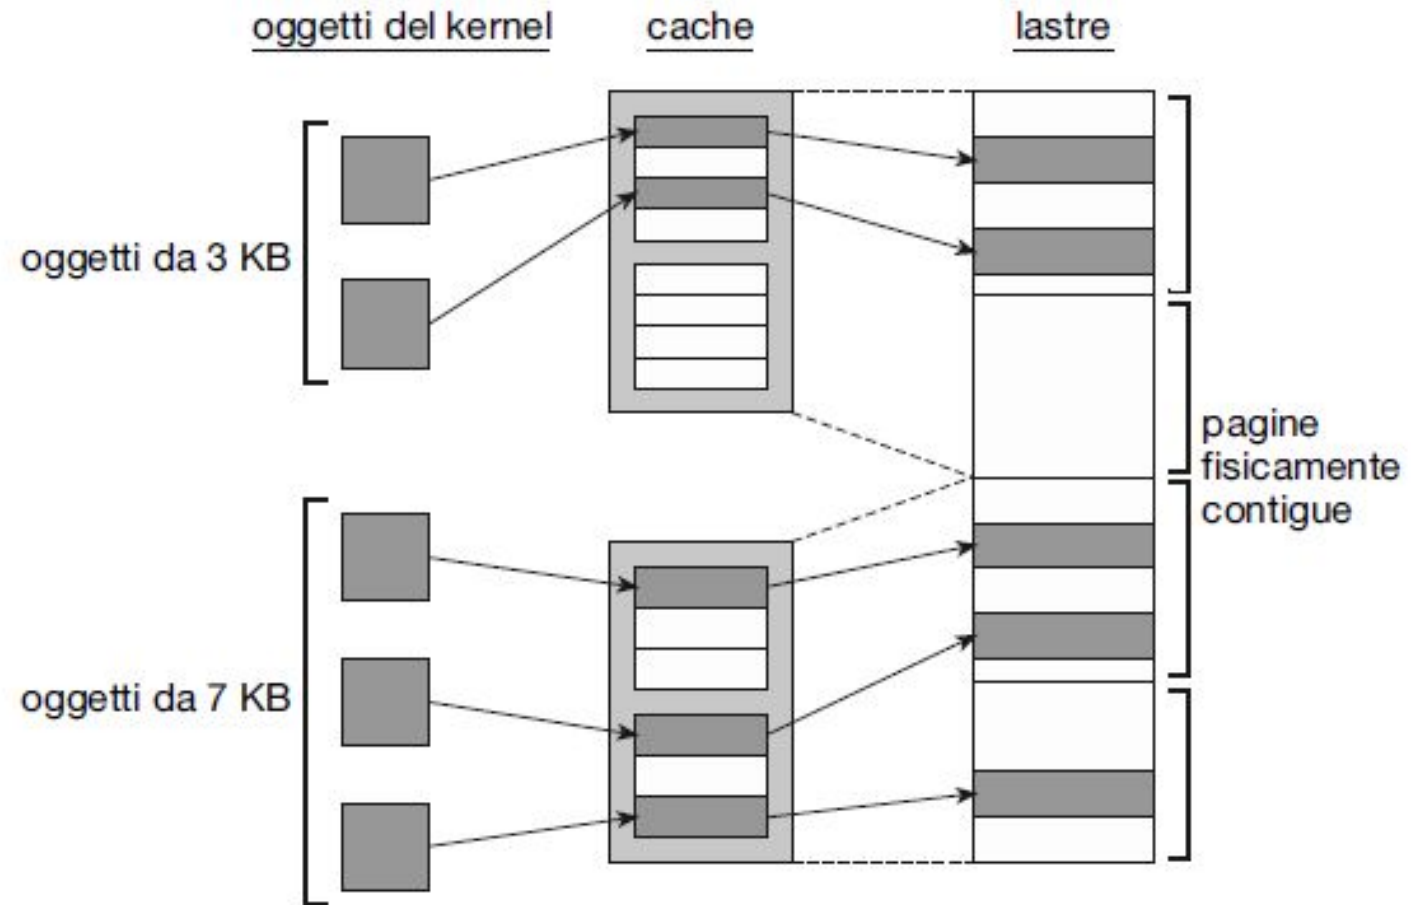 oggetti del kernel
cache
lastre
oggetti da 3 KB
pagine
fisicamente
contigue
oggetti da 7 KB